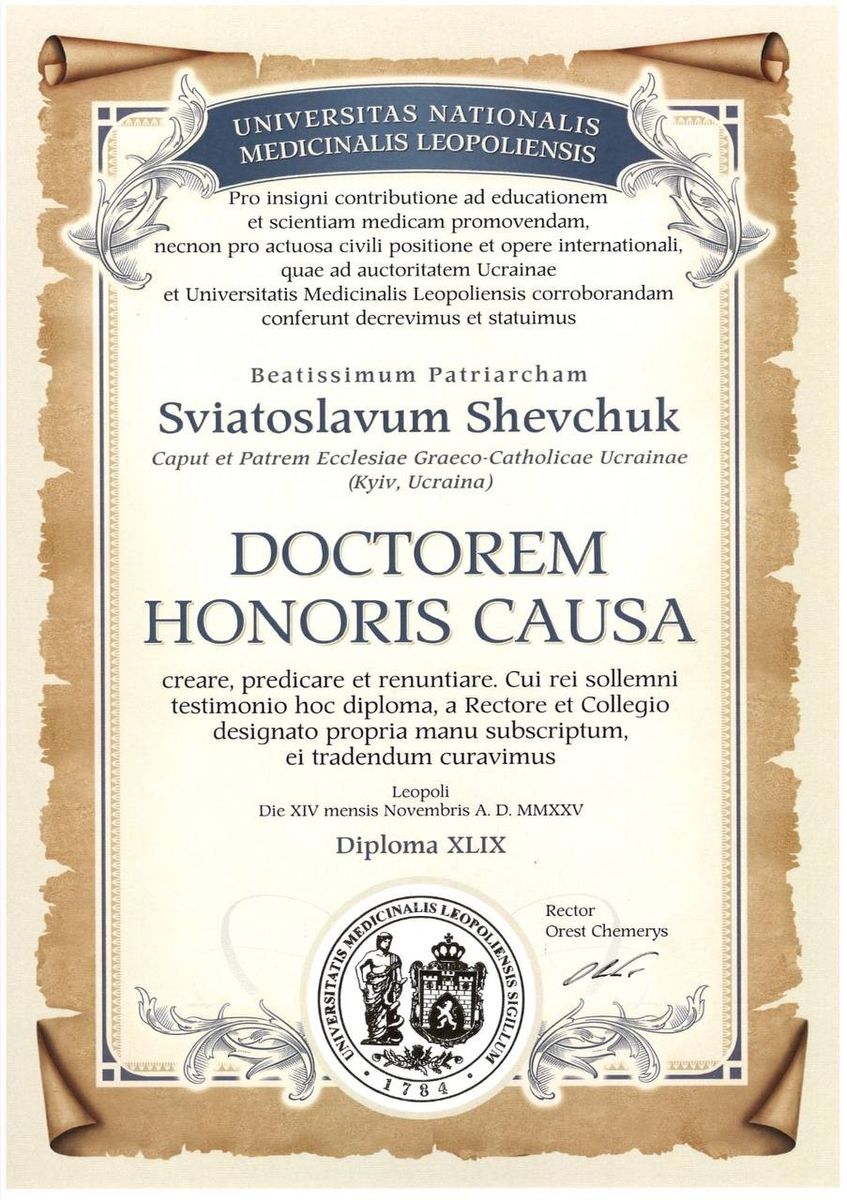 UNIVERSITAS NATIONALIS
MEDICINALIS LEOPOLIENSIS
Pro insigni contributione ad educationem
et scientiam medicam promovendam,
necnon pro actuosa civili positione et opere internationali,
quae ad auctoritatem Ucrainae
et Universitatis Medicinalis Leopoliensis corroborandam
conferunt decrevimus et statuimus
Beatissimum Patriarcham
Sviatoslavum Shevchuk
Caput et Patrem Ecclesiae Graeco-Catholicae Ucrainae
(Kyiv, Ucraina)
DOCTOREM
HONORIS CAUSA
creare, predicare et renuntiare. Cui rei sollemni
testimonio hoc diploma, a Rectore et Collegio
designato propria manu subscriptum,
ei tradendum curavimus
Leopoli
Die XIV mensis Novembris A. D. MMXXV
Diploma XLIX
Rector
Orest Chemerys
UNIVERSITATIS MEDICINALIS LEOPOLIENSIS SIGILLUM
• 1784 •